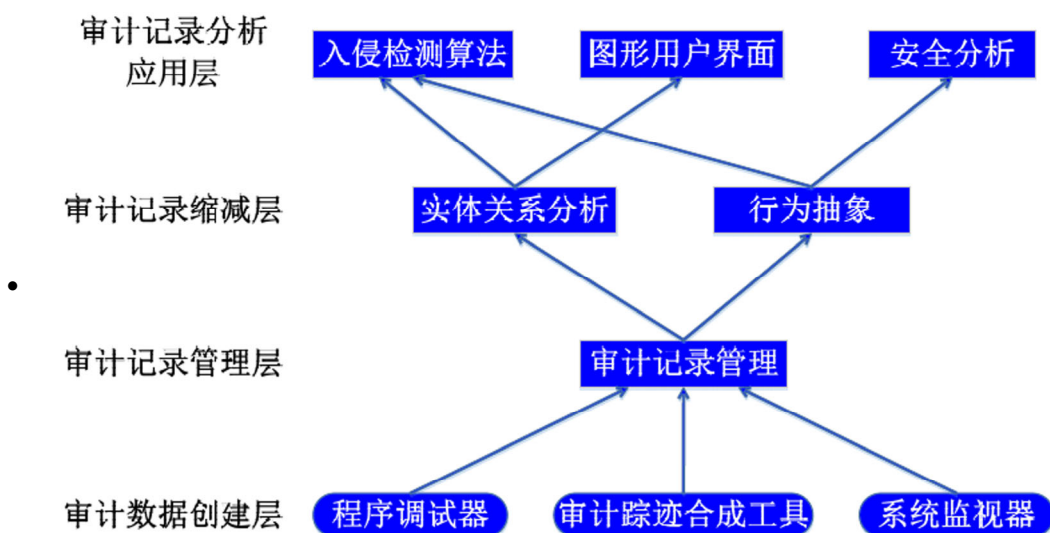 审计记录分析
应用层
入侵检测算法
图形用户界面
安全分析
审计记录缩减层
实体关系分析
行为抽象
审计记录管理层
审计记录管理
审计数据创建层
程序调试器
审计踪迹合成工具
系统监视器